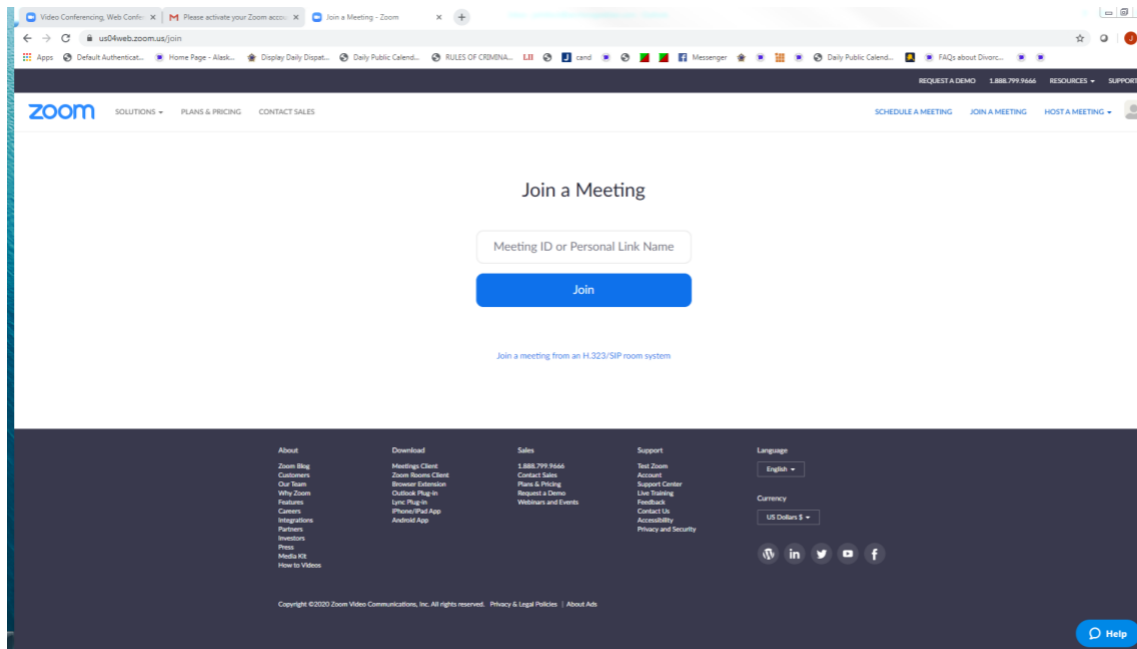 Video Conferencing, Web Confe Please activate your Zoom accou Join a Meeting - Zoom
us04web.zoom.us/join
Apps Default Authenticat... Home Page - Alask... Display Daily Dispat... Daily Public Calend... RULES OF CRIMINA... LII cand Messenger Daily Public Calend... FAQs about Divorc...
REQUEST A DEMO 1.888.799.9666 RESOURCES SUPPORT
zoom SOLUTIONS PLANS & PRICING CONTACT SALES SCHEDULE A MEETING JOIN A MEETING HOST A MEETING
Join a Meeting
Meeting ID or Personal Link Name
Join
Join a meeting from an H.323/SIP room system
About
Zoom Blog
Customers
Our Team
Why Zoom
Features
Careers
Integrations
Partners
Investors
Press
Media Kit
How to Videos
Download
Meetings Client
Zoom Rooms Client
Browser Extension
Outlook Plug-in
Lync Plug-in
iPhone/iPad App
Android App
Sales
1.888.799.9666
Contact Sales
Plans & Pricing
Request a Demo
Webinars and Events
Support
Test Zoom
Account
Support Center
Live Training
Feedback
Contact Us
Accessibility
Privacy and Security
Language
English
Currency
US Dollars $
Copyright ©2020 Zoom Video Communications, Inc. All rights reserved. Privacy & Legal Policies | About Ads
Help